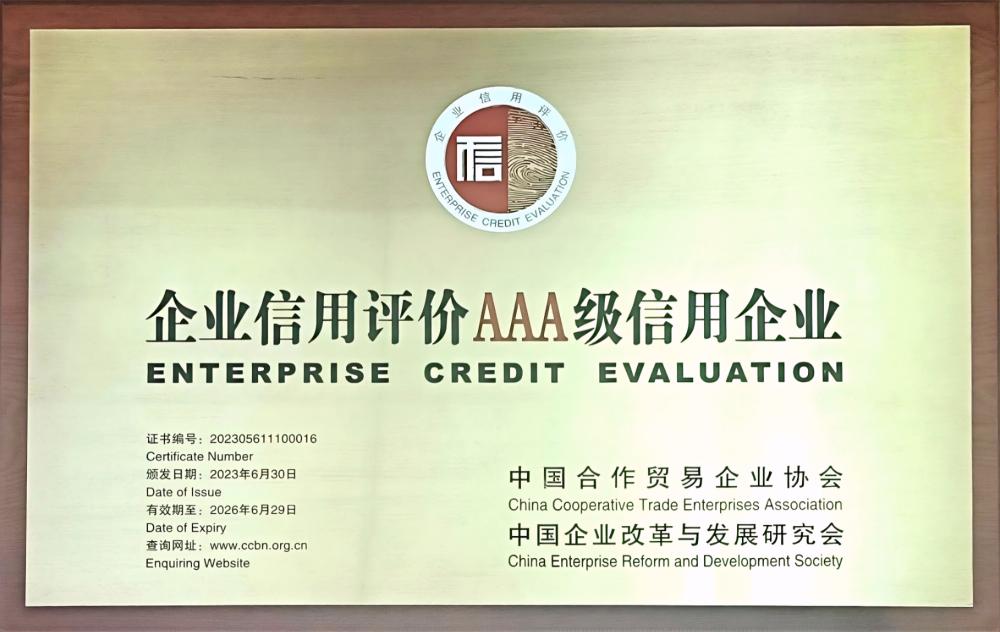 企业信用评价
信
ENTERPRISE CREDIT EVALUATION
企业信用评价AAA级信用企业
ENTERPRISE CREDIT EVALUATION
证书编号：202305611100016
Certificate Number
颁发日期：2023年6月30日
Date of Issue
有效期至：2026年6月29日
Date of Expiry
查询网址：www.ccbn.org.cn
Enquiring Website
中国合作贸易企业协会
China Cooperative Trade Enterprises Association
中国企业改革与发展研究会
China Enterprise Reform and Development Society